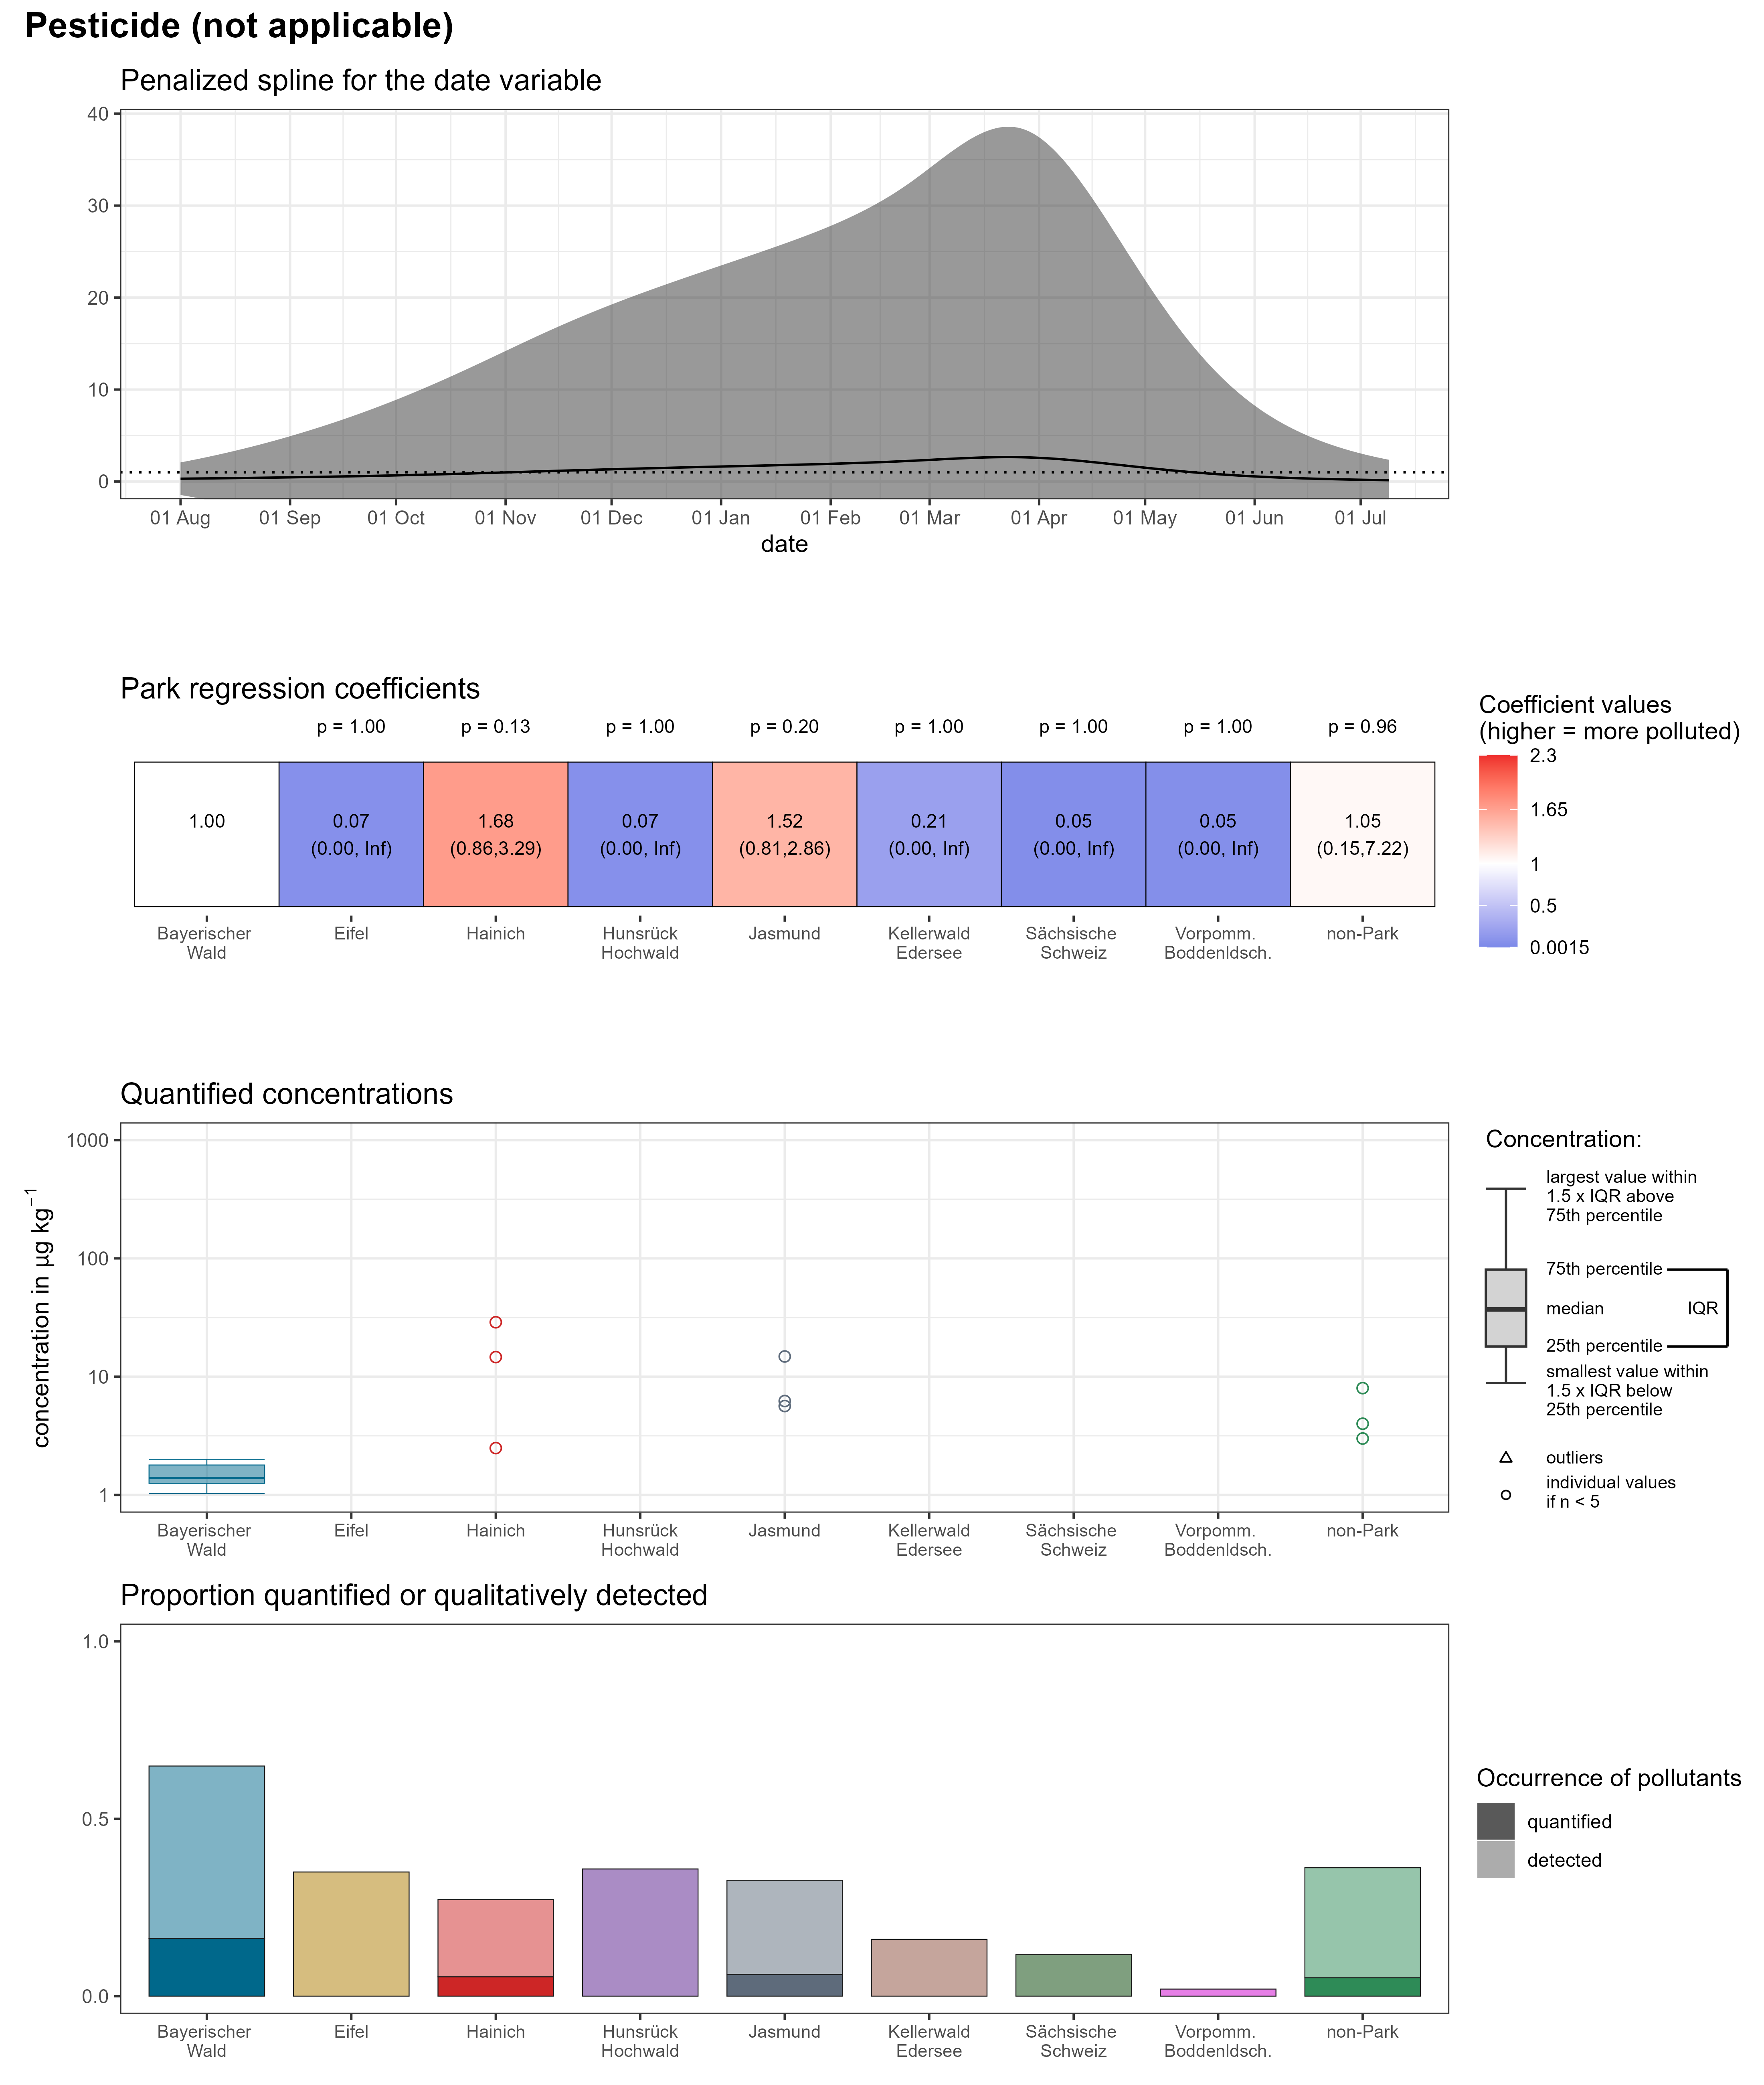 Pesticide (not applicable)
Penalized spline for the date variable
40
30
20
10
0
01 Aug 01 Sep 01 Oct 01 Nov 01 Dec 01 Jan 01 Feb 01 Mar 01 Apr 01 May 01 Jun 01 Jul
date
Park regression coefficients
p = 1.00 p = 0.13 p = 1.00 p = 0.20 p = 1.00 p = 1.00 p = 1.00 p = 0.96
1.00 0.07 1.68 0.07 1.52 0.21 0.05 0.05 1.05
(0.00, Inf) (0.86,3.29) (0.00, Inf) (0.81,2.86) (0.00, Inf) (0.00, Inf) (0.00, Inf) (0.15,7.22)
Bayerischer Eifel Hainich Hunsrück Jasmund Kellerwald Sächsische Vorpomm. non-Park
Wald Hochwald Edersee Schweiz Boddenldsch.
Coefficient values
(higher = more polluted)
2.3
1.65
1
0.5
0.0015
Quantified concentrations
concentration in µg kg⁻¹
1000
100
10
1
Bayerischer Eifel Hainich Hunsrück Jasmund Kellerwald Sächsische Vorpomm. non-Park
Wald Hochwald Edersee Schweiz Boddenldsch.
Concentration:
largest value within
1.5 x IQR above
75th percentile
75th percentile
median IQR
25th percentile
smallest value within
1.5 x IQR below
25th percentile
outliers
individual values
if n < 5
Proportion quantified or qualitatively detected
1.0
0.5
0.0
Bayerischer Eifel Hainich Hunsrück Jasmund Kellerwald Sächsische Vorpomm. non-Park
Wald Hochwald Edersee Schweiz Boddenldsch.
Occurrence of pollutants
quantified
detected